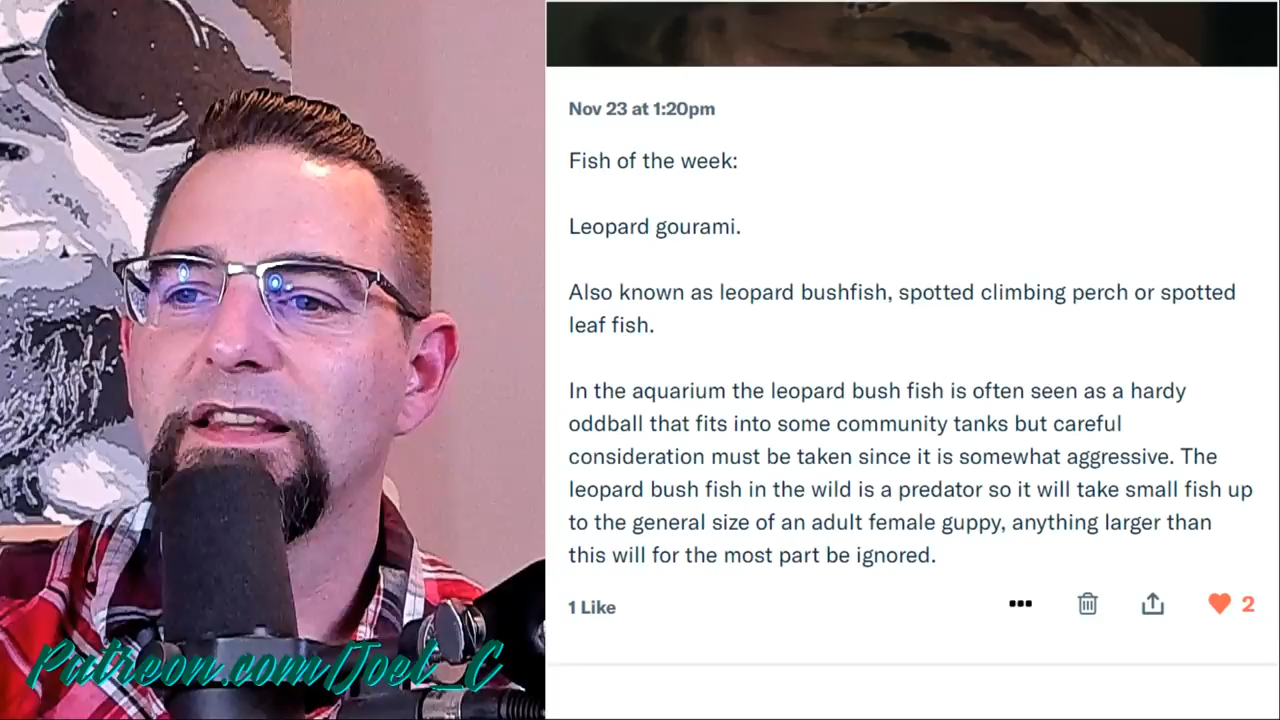 Nov 23 at 1:20pm
Fish of the week:
Leopard gourami.
Also known as leopard bushfish, spotted climbing perch or spotted
leaf fish.
In the aquarium the leopard bush fish is often seen as a hardy
oddball that fits into some community tanks but careful
consideration must be taken since it is somewhat aggressive. The
leopard bush fish in the wild is a predator so it will take small fish up
to the general size of an adult female guppy, anything larger than
this will for the most part be ignored.
1 Like
2
Patreon.com/Joel_C